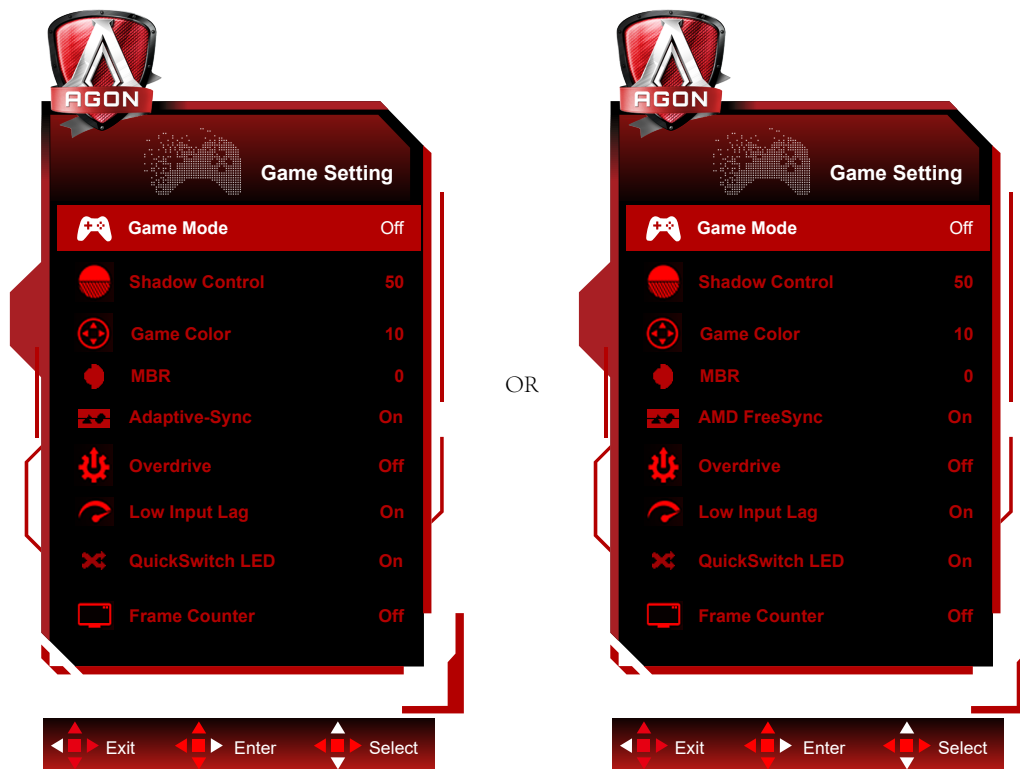 AGON
Game Setting
Game Mode Off
Shadow Control 50
Game Color 10
MBR 0
Adaptive-Sync On
Overdrive Off
Low Input Lag On
QuickSwitch LED On
Frame Counter Off
Exit Enter Select
OR
AGON
Game Setting
Game Mode Off
Shadow Control 50
Game Color 10
MBR 0
AMD FreeSync On
Overdrive Off
Low Input Lag On
QuickSwitch LED On
Frame Counter Off
Exit Enter Select